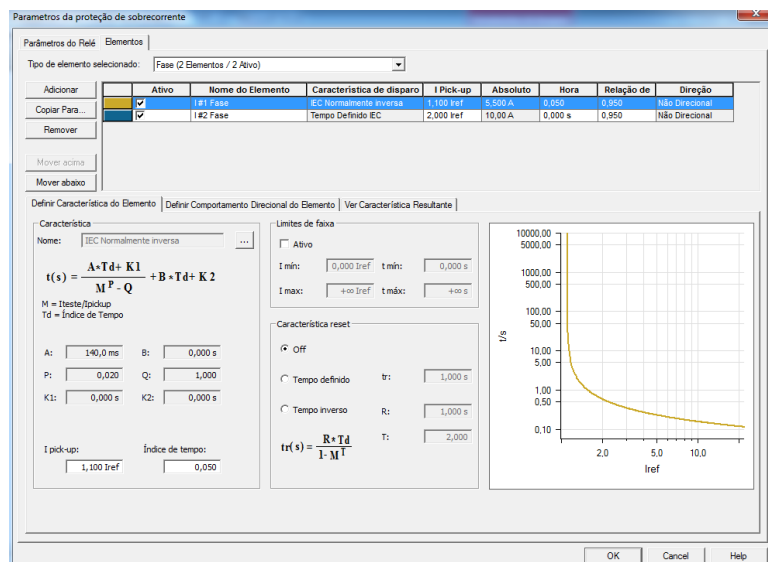 Parametros da proteção de sobrecorrente
Parâmetros do Relé Elementos
Tipo de elemento selecionado: Fase (2 Elementos / 2 Ativo)
Adicionar
Copiar Para...
Remover
Mover acima
Mover abaixo
Ativo Nome do Elemento Característica de disparo I Pick-up Absoluto Hora Relação de Direção
I #1 Fase IEC Normalmente inversa 1,100 Iref 5,500 A 0,050 0,950 Não Direcional
I #2 Fase Tempo Definido IEC 2,000 Iref 10,00 A 0,000 s 0,950 Não Direcional
Definir Característica do Elemento Definir Comportamento Direcional do Elemento Ver Característica Resultante
Característica
Nome: IEC Normalmente inversa ...
t(s) = A*Td+ K1 / M^P - Q + B *Td+ K 2
M = Iteste/Ipickup
Td = Índice de Tempo
A: 140,0 ms B: 0,000 s
P: 0,020 Q: 1,000
K1: 0,000 s K2: 0,000 s
I pick-up: Índice de tempo:
1,100 Iref 0,050
Limites de faixa
Ativo
I mín: 0,000 Iref t mín: 0,000 s
I max: +∞ Iref t máx: +∞ s
Característica reset
Off
Tempo definido tr: 1,000 s
Tempo inverso R: 1,000 s
T: 2,000
tr(s) = R* Td / 1- M^T
10000,00
5000,00
1000,00
500,00
100,00
50,00
10,00
5,00
1,00
0,50
0,10
t/s
2,0 5,0 10,0
Iref
OK Cancel Help